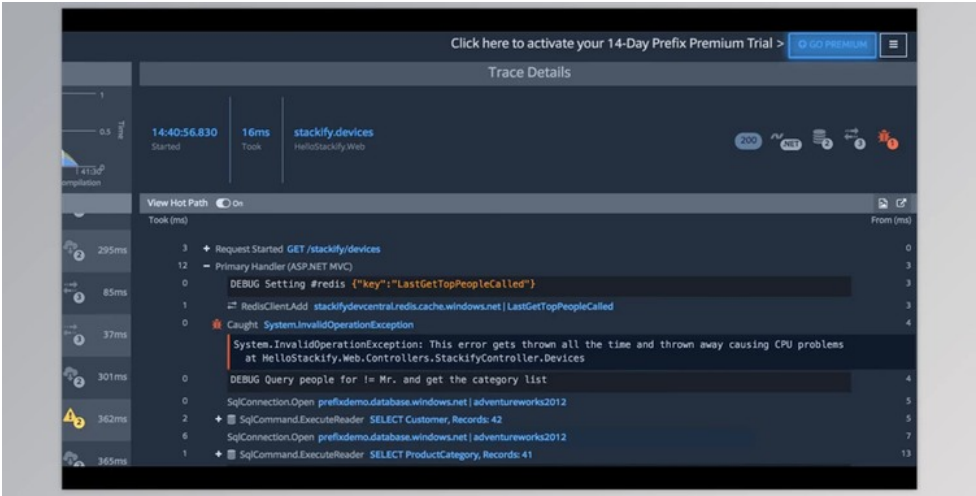 Click here to activate your 14-Day Prefix Premium Trial > GO PREMIUM
Trace Details
1
0.5
Time
0
41:30
ompilation
14:40:56.830 16ms stackify.devices
Started Took HelloStackify.Web
200 .NET 2 3 1
View Hot Path On
Took (ms) From (ms)
2 295ms
3 85ms
3 37ms
2 301ms
2 362ms
2 365ms
3 + Request Started GET /stackify/devices 0
12 − Primary Handler (ASP.NET MVC) 3
0 DEBUG Setting #redis {"key":"LastGetTopPeopleCalled"} 3
1 RedisClient.Add stackifydevcentral.redis.cache.windows.net | LastGetTopPeopleCalled 3
0 Caught System.InvalidOperationException 4
System.InvalidOperationException: This error gets thrown all the time and thrown away causing CPU problems
at HelloStackify.Web.Controllers.StackifyController.Devices
0 DEBUG Query people for != Mr. and get the category list 4
0 SqlConnection.Open prefixdemo.database.windows.net | adventureworks2012 5
2 + SqlCommand.ExecuteReader SELECT Customer, Records: 42 5
6 SqlConnection.Open prefixdemo.database.windows.net | adventureworks2012 7
1 + SqlCommand.ExecuteReader SELECT ProductCategory, Records: 41 13